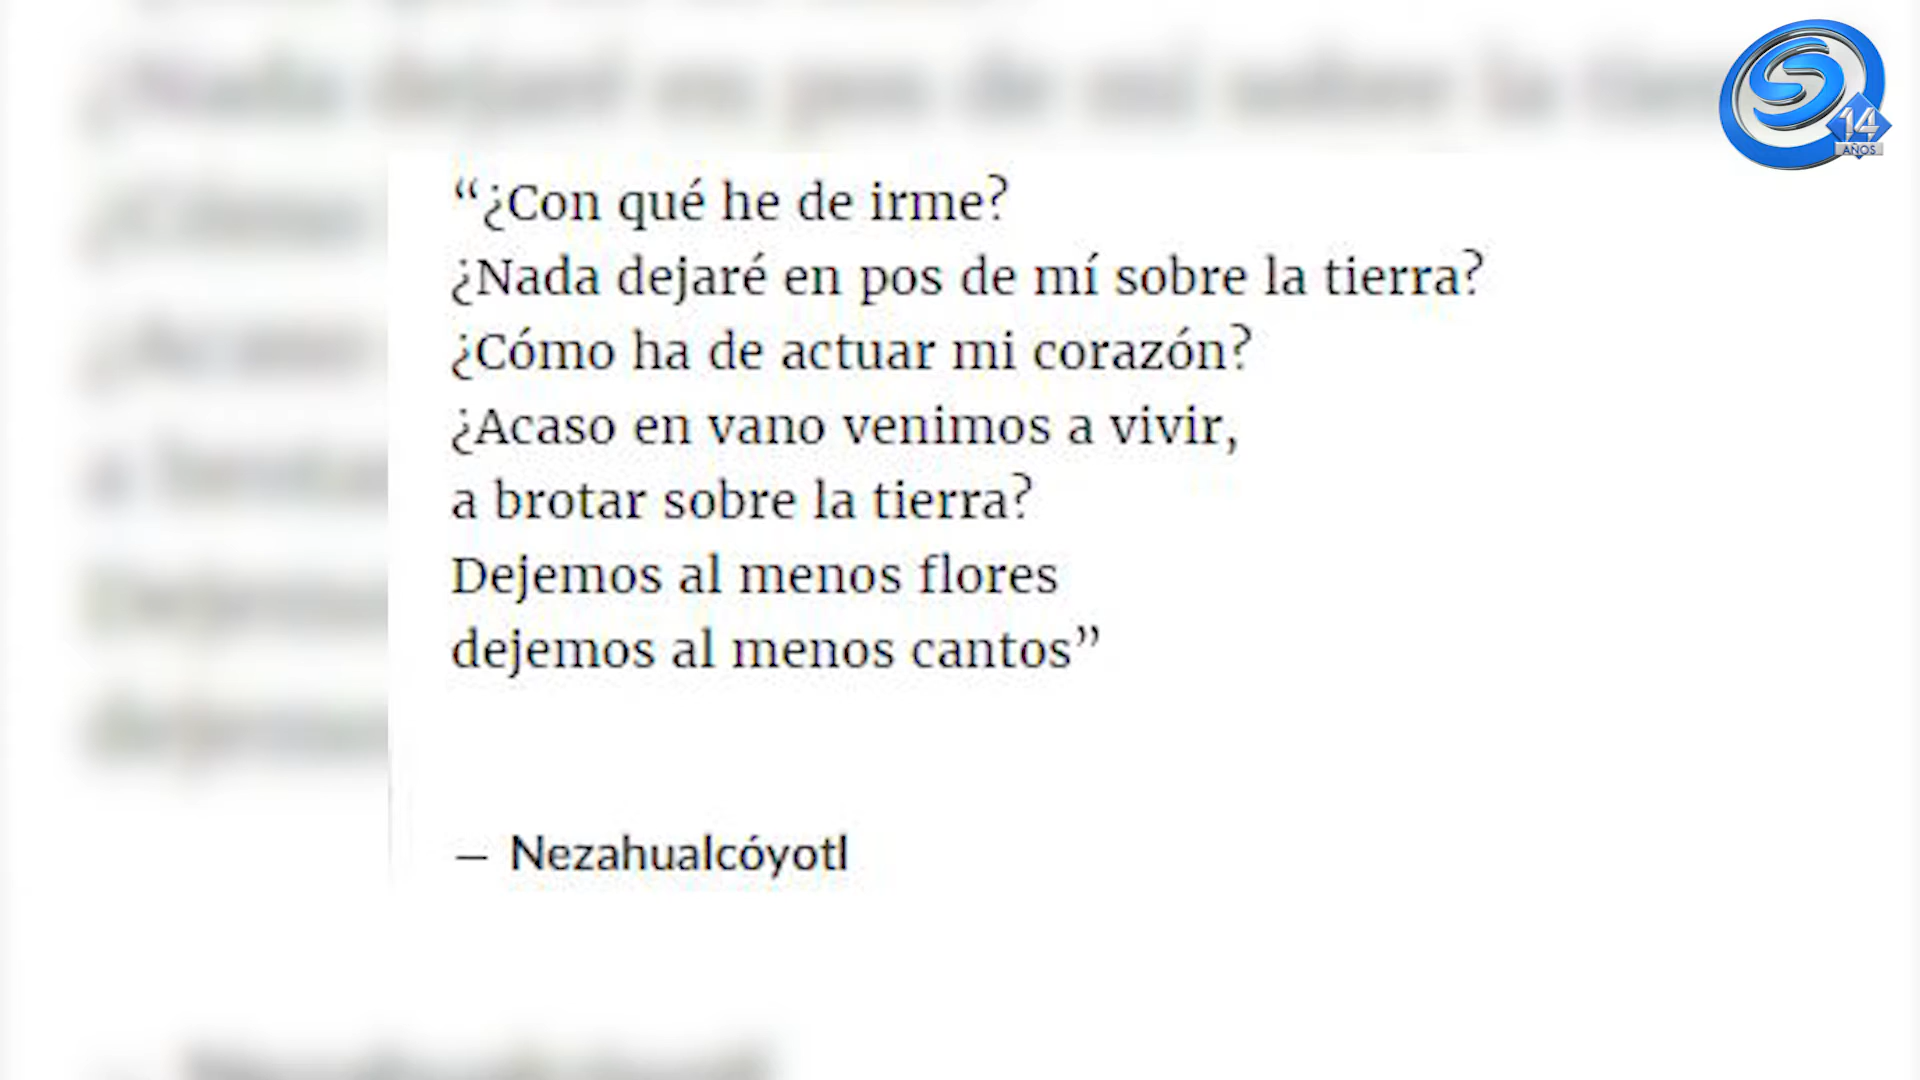 “¿Con qué he de irme?
¿Nada dejaré en pos de mí sobre la tierra?
¿Cómo ha de actuar mi corazón?
¿Acaso en vano venimos a vivir,
a brotar sobre la tierra?
Dejemos al menos flores
dejemos al menos cantos”
— Nezahualcóyotl
S
14
AÑOS